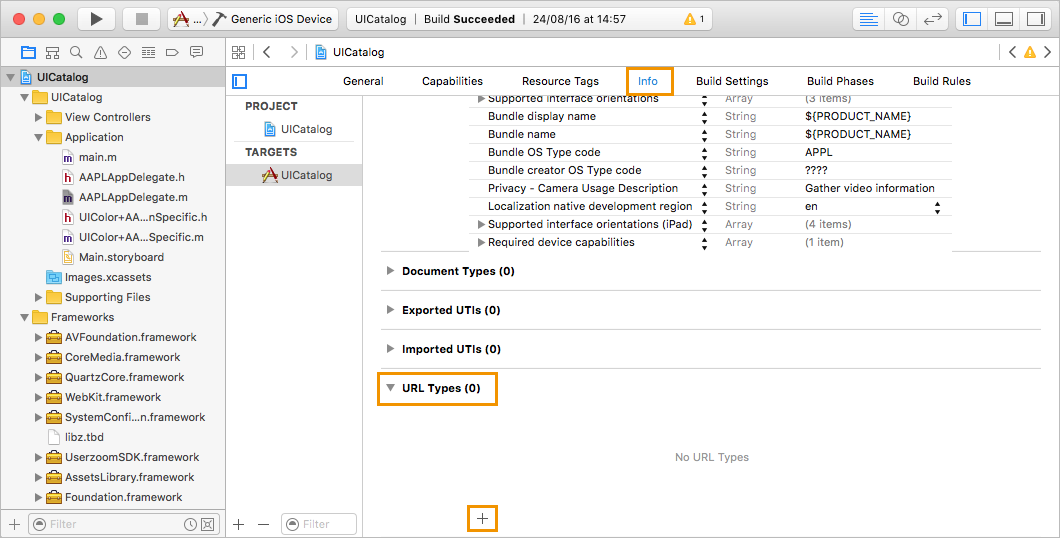 ... Generic iOS Device
UICatalog | Build Succeeded | 24/08/16 at 14:57
1
UICatalog
General Capabilities Resource Tags Info Build Settings Build Phases Build Rules
UICatalog
UICatalog
View Controllers
Application
main.m
AAPLAppDelegate.h
AAPLAppDelegate.m
UIColor+AA...nSpecific.h
UIColor+AA...Specific.m
Main.storyboard
Images.xcassets
Supporting Files
Frameworks
AVFoundation.framework
CoreMedia.framework
QuartzCore.framework
WebKit.framework
SystemConfi...n.framework
libz.tbd
UserzoomSDK.framework
AssetsLibrary.framework
Foundation.framework
Filter
PROJECT
UICatalog
TARGETS
UICatalog
Filter
Supported interface orientations Array (3 items)
Bundle display name String ${PRODUCT_NAME}
Bundle name String ${PRODUCT_NAME}
Bundle OS Type code String APPL
Bundle creator OS Type code String ????
Privacy - Camera Usage Description String Gather video information
Localization native development region String en
Supported interface orientations (iPad) Array (4 items)
Required device capabilities Array (1 item)
Document Types (0)
Exported UTIs (0)
Imported UTIs (0)
URL Types (0)
No URL Types